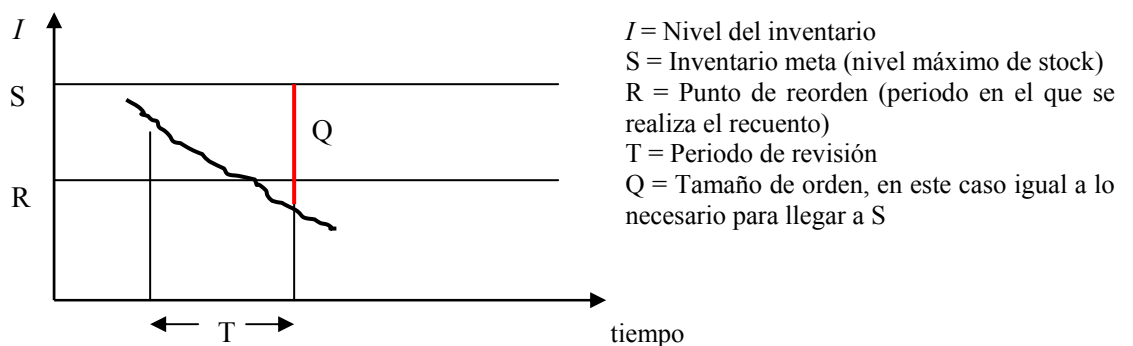 I
S
R
Q
T
tiempo
I = Nivel del inventario
S = Inventario meta (nivel máximo de stock)
R = Punto de reorden (periodo en el que se
realiza el recuento)
T = Periodo de revisión
Q = Tamaño de orden, en este caso igual a lo
necesario para llegar a S